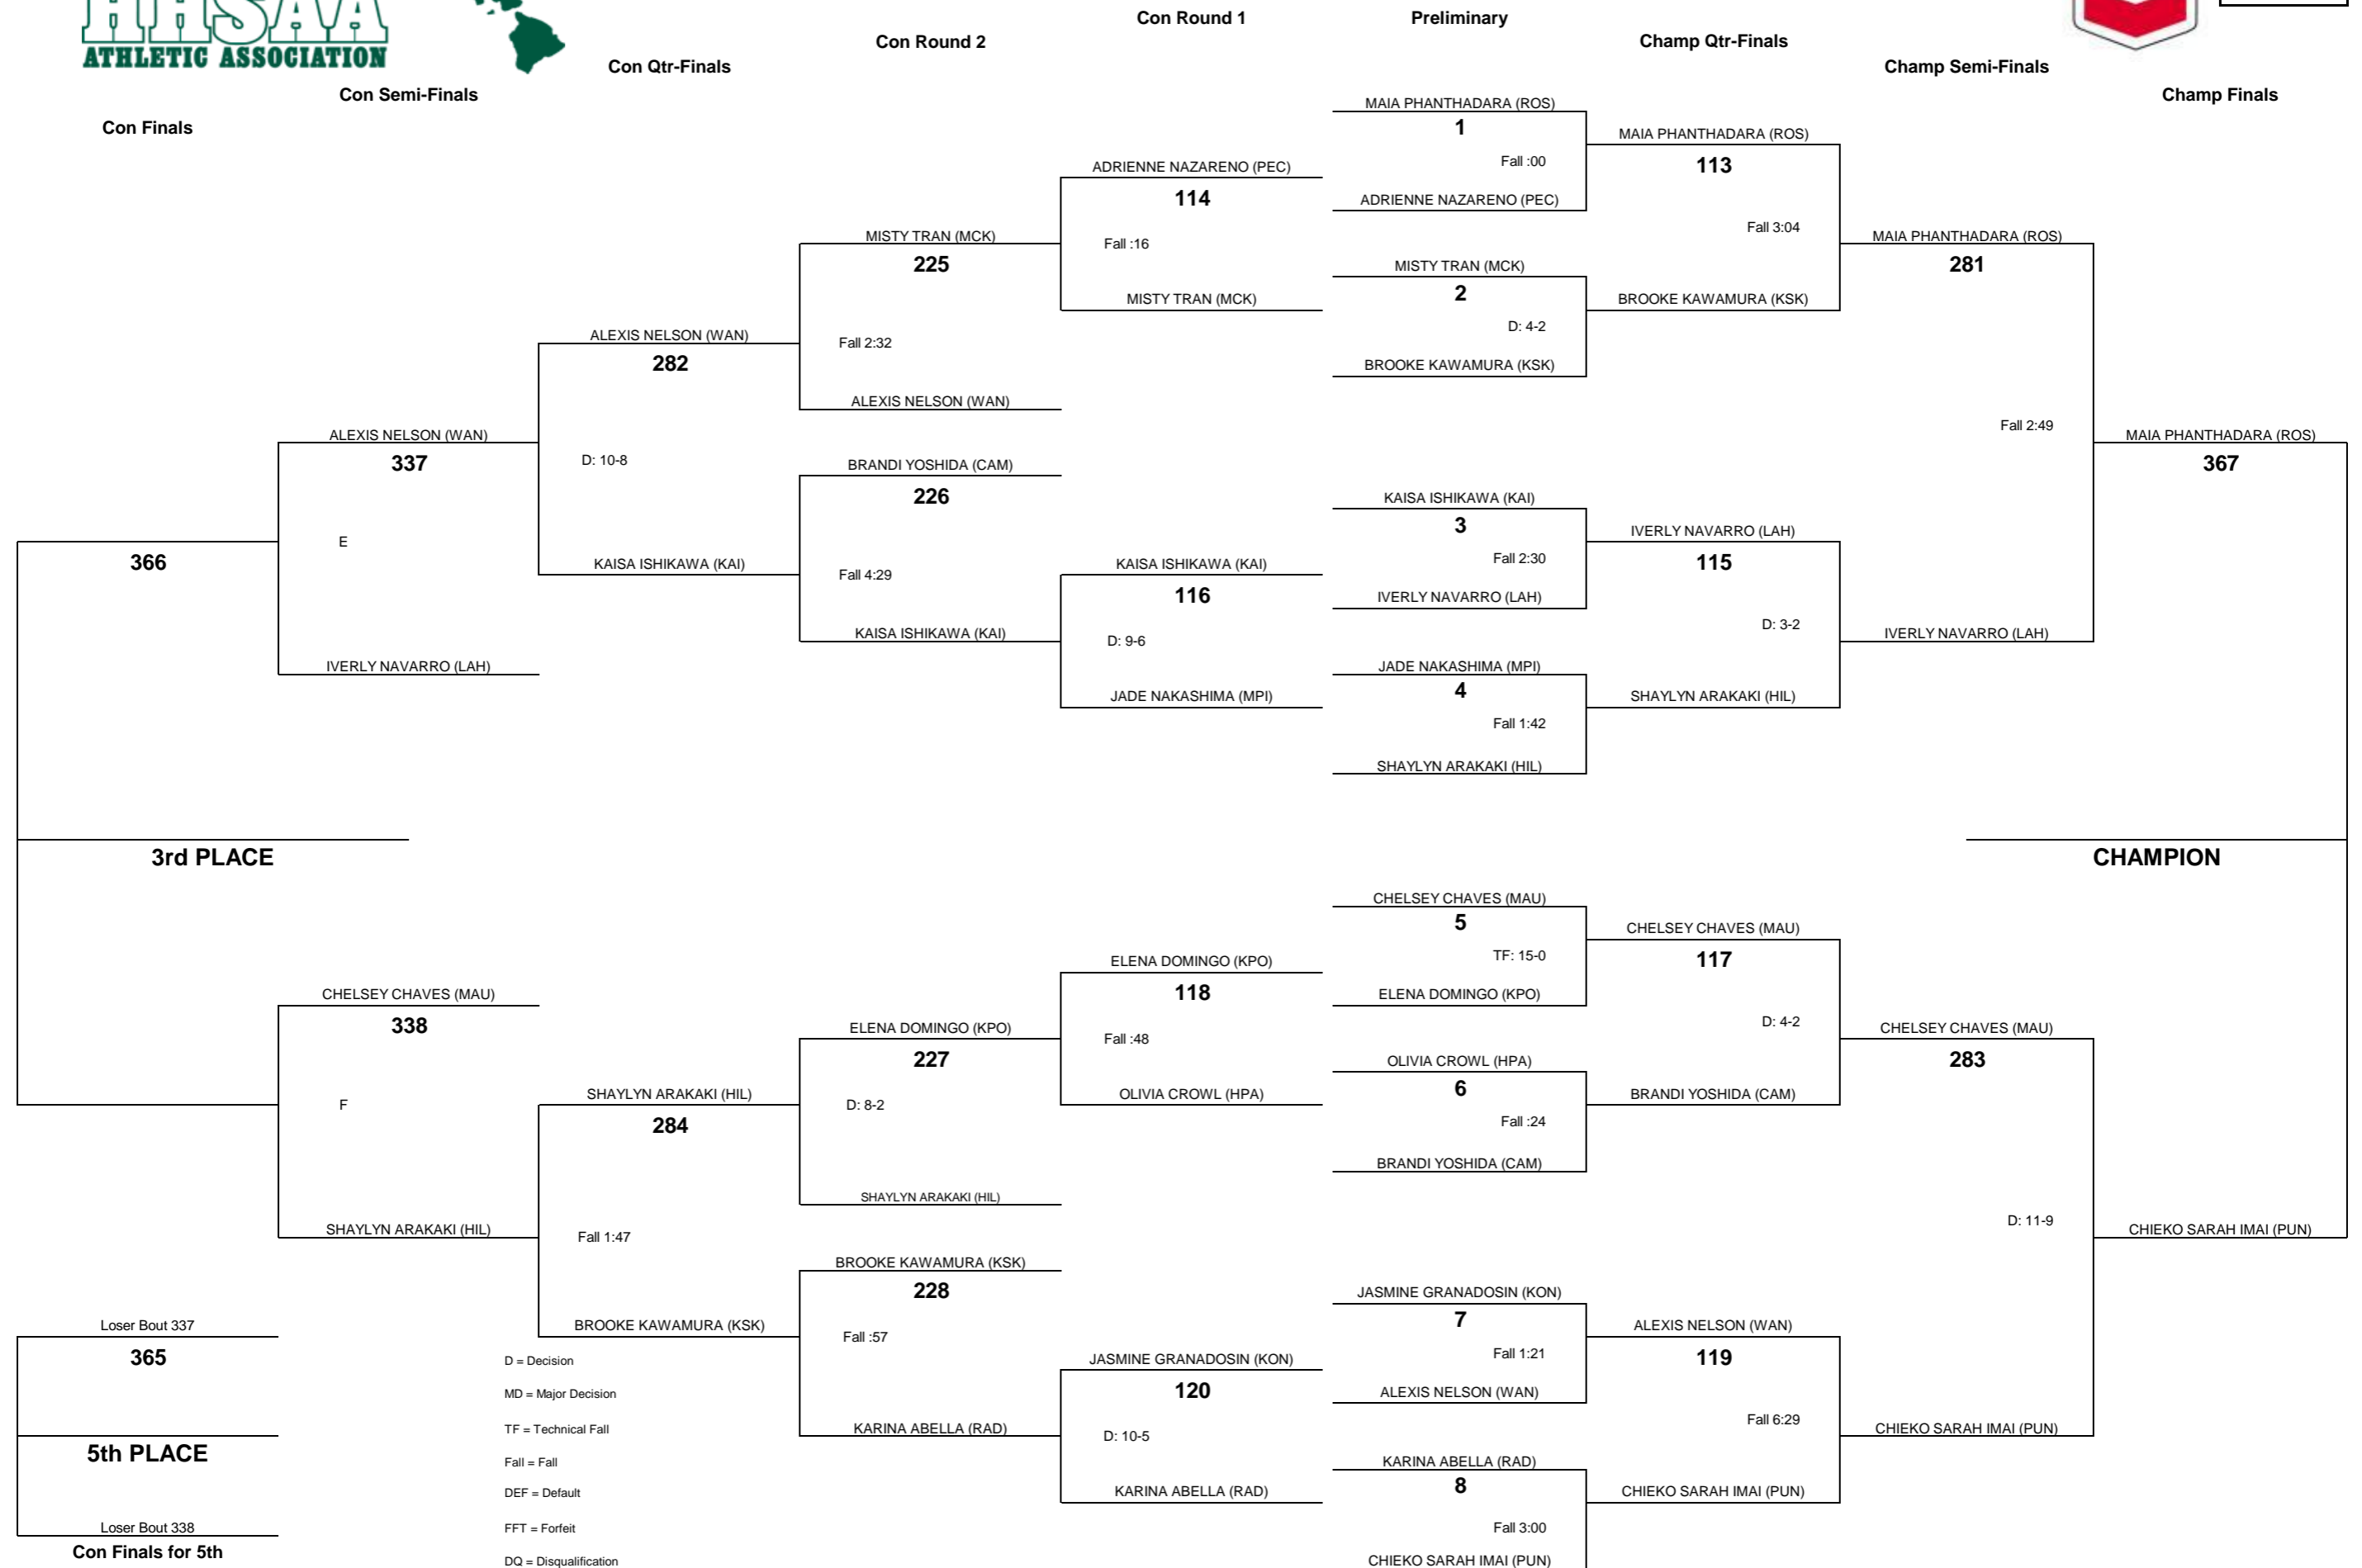 HHSAA
ATHLETIC ASSOCIATION
Con Round 1
Preliminary
Con Round 2
Champ Qtr-Finals
Con Qtr-Finals
Champ Semi-Finals
Con Semi-Finals
Champ Finals
Con Finals
MAIA PHANTHADARA (ROS)
1
Fall :00
ADRIENNE NAZARENO (PEC)
MISTY TRAN (MCK)
2
D: 4-2
BROOKE KAWAMURA (KSK)
KAISA ISHIKAWA (KAI)
3
Fall 2:30
IVERLY NAVARRO (LAH)
JADE NAKASHIMA (MPI)
4
Fall 1:42
SHAYLYN ARAKAKI (HIL)
CHELSEY CHAVES (MAU)
5
TF: 15-0
ELENA DOMINGO (KPO)
OLIVIA CROWL (HPA)
6
Fall :24
BRANDI YOSHIDA (CAM)
JASMINE GRANADOSIN (KON)
7
Fall 1:21
ALEXIS NELSON (WAN)
KARINA ABELLA (RAD)
8
Fall 3:00
CHIEKO SARAH IMAI (PUN)
MAIA PHANTHADARA (ROS)
113
Fall 3:04
BROOKE KAWAMURA (KSK)
IVERLY NAVARRO (LAH)
115
D: 3-2
SHAYLYN ARAKAKI (HIL)
CHELSEY CHAVES (MAU)
117
D: 4-2
BRANDI YOSHIDA (CAM)
ALEXIS NELSON (WAN)
119
Fall 6:29
CHIEKO SARAH IMAI (PUN)
MAIA PHANTHADARA (ROS)
281
Fall 2:49
IVERLY NAVARRO (LAH)
CHELSEY CHAVES (MAU)
283
D: 11-9
CHIEKO SARAH IMAI (PUN)
MAIA PHANTHADARA (ROS)
367
CHAMPION
CHIEKO SARAH IMAI (PUN)
ADRIENNE NAZARENO (PEC)
114
Fall :16
MISTY TRAN (MCK)
KAISA ISHIKAWA (KAI)
116
D: 9-6
JADE NAKASHIMA (MPI)
ELENA DOMINGO (KPO)
118
Fall :48
OLIVIA CROWL (HPA)
JASMINE GRANADOSIN (KON)
120
D: 10-5
KARINA ABELLA (RAD)
MISTY TRAN (MCK)
225
Fall 2:32
ALEXIS NELSON (WAN)
BRANDI YOSHIDA (CAM)
226
Fall 4:29
KAISA ISHIKAWA (KAI)
ELENA DOMINGO (KPO)
227
D: 8-2
SHAYLYN ARAKAKI (HIL)
BROOKE KAWAMURA (KSK)
228
Fall :57
KARINA ABELLA (RAD)
ALEXIS NELSON (WAN)
282
D: 10-8
KAISA ISHIKAWA (KAI)
SHAYLYN ARAKAKI (HIL)
284
Fall 1:47
BROOKE KAWAMURA (KSK)
ALEXIS NELSON (WAN)
337
E
IVERLY NAVARRO (LAH)
CHELSEY CHAVES (MAU)
338
F
SHAYLYN ARAKAKI (HIL)
366
3rd PLACE
Loser Bout 337
365
5th PLACE
Loser Bout 338
Con Finals for 5th
D = Decision
MD = Major Decision
TF = Technical Fall
Fall = Fall
DEF = Default
FFT = Forfeit
DQ = Disqualification